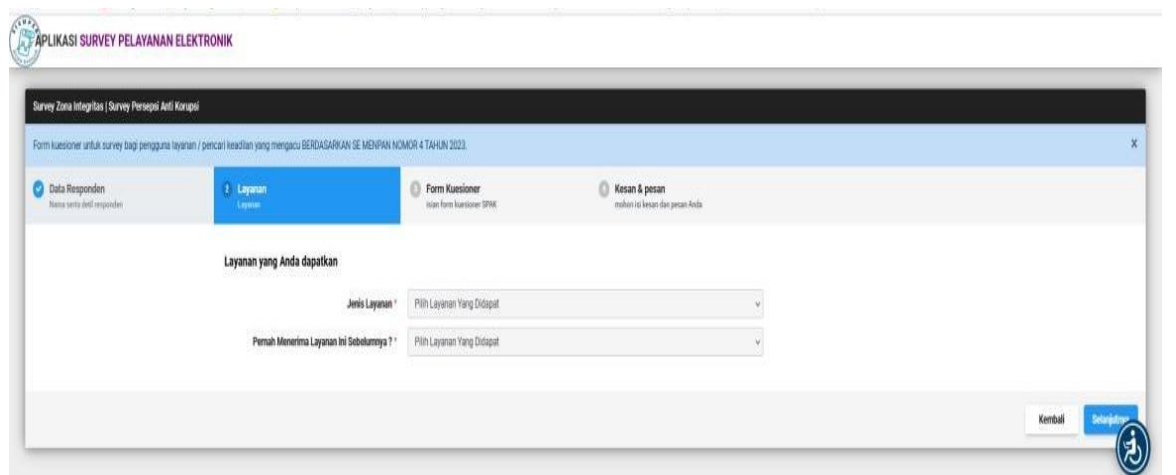 APLIKASI SURVEY PELAYANAN ELEKTRONIK
Survey Zona Integritas | Survey Persepsi Anti Korupsi
Form kuesioner untuk survey bagi pengguna layanan / pencari keadilan yang mengacu BERDASARKAN SE MENPAN NOMOR 4 TAHUN 2023.
x
Data Responden
Nama serta detil responden
2 Layanan
Layanan
3 Form Kuesioner
isian form kuesioner SPAK
4 Kesan & pesan
mohon isi kesan dan pesan Anda
Layanan yang Anda dapatkan
Jenis Layanan *
Pilih Layanan Yang Didapat
Pernah Menerima Layanan Ini Sebelumnya ? *
Pilih Layanan Yang Didapat
Kembali
Selanjutnya